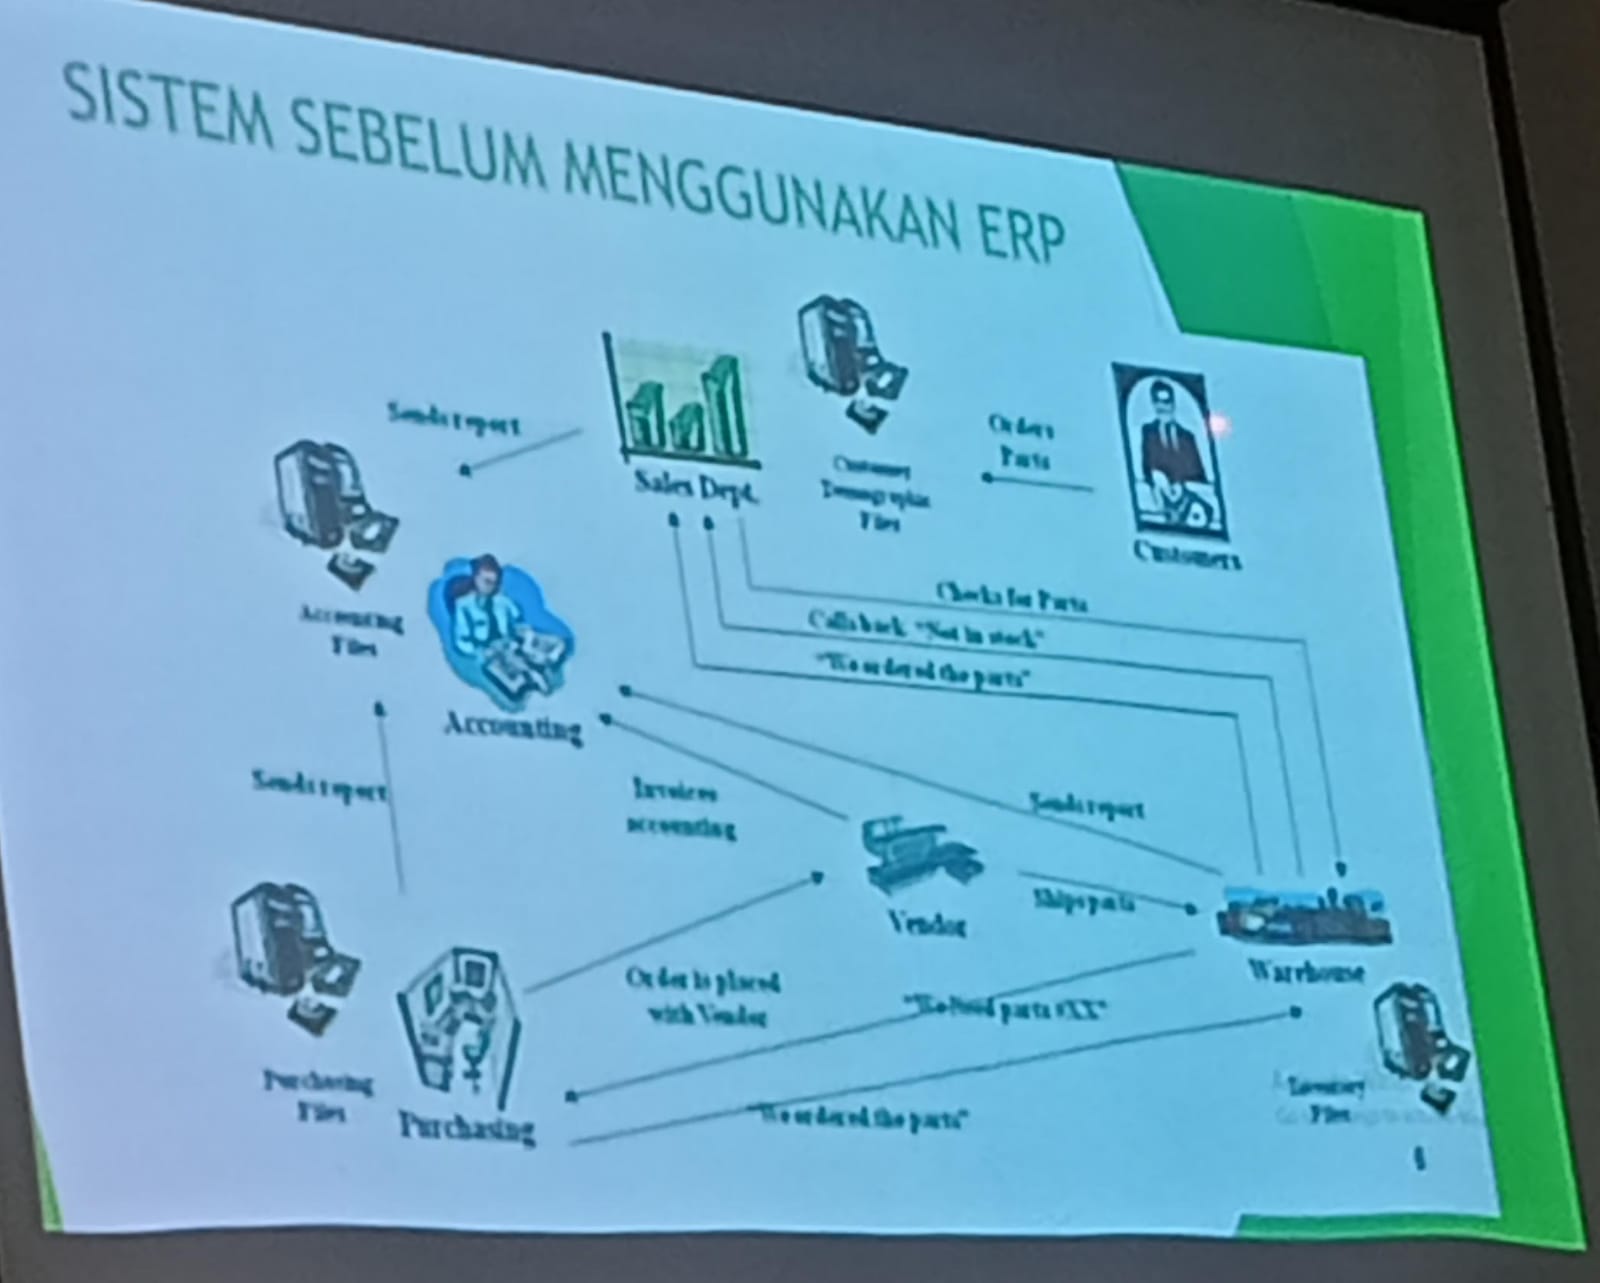 SISTEM SEBELUM MENGGUNAKAN ERP
Sends report
Sales Dept.
Customer
Demographic
Files
Orders
Parts
Customers
Accounting
Files
Accounting
Checks for Parts
Calls back "Not in stock"
"We ordered the parts"
Sends report
Invoices
accounting
Sends report
Vendor
Ships parts
Warehouse
Order is placed
with Vendor
"We Need parts #XX"
Purchasing
Files
Purchasing
"We ordered the parts"
Inventory
Files